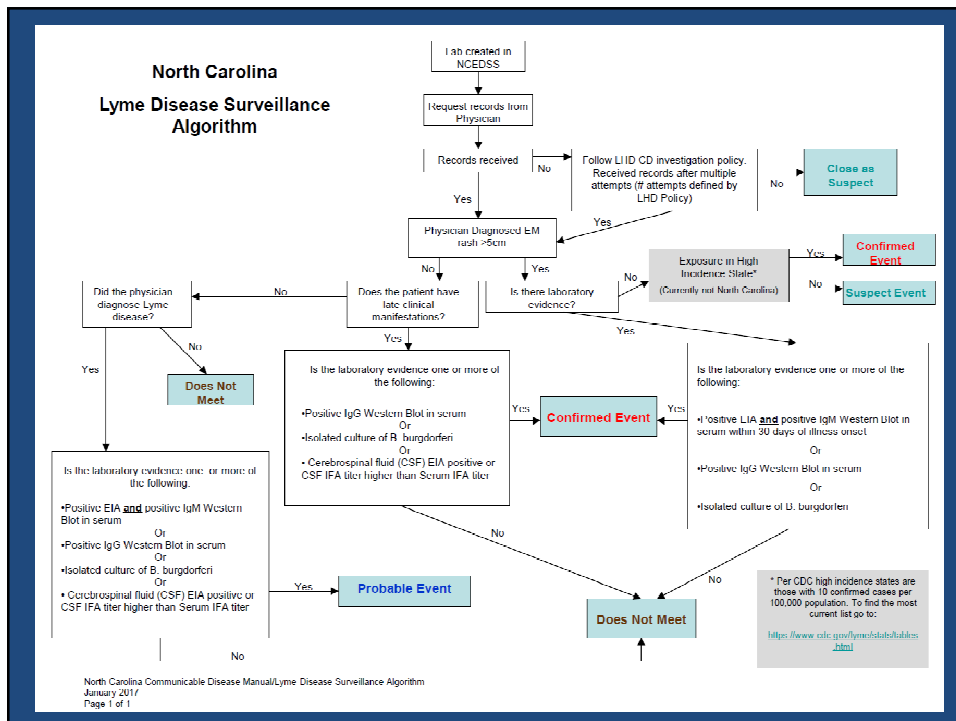 North Carolina
Lyme Disease Surveillance
Algorithm
Lab created in
NCEDSS
Request records from
Physician
Records received
No
Follow LHD CD investigation policy.
Received records after multiple
attempts (# attempts defined by
LHD Policy)
No
Close as
Suspect
Yes
Yes
Physician Diagnosed EM
rash >5cm
No
Yes
Exposure in High
Incidence State*
(Currently not North Carolina)
Yes
Confirmed
Event
No
Suspect Event
Did the physician
diagnose Lyme
disease?
No
Does the patient have
late clinical
manifestations?
Is there laboratory
evidence?
No
Yes
Yes
No
Yes
Does Not
Meet
Is the laboratory evidence one or more of
the following:
•Positive IgG Western Blot in serum
Or
•Isolated culture of B. burgdorferi
Or
• Cerebrospinal fluid (CSF) EIA positive or
CSF IFA titer higher than Serum IFA titer
Yes
Confirmed Event
Yes
Is the laboratory evidence one or more of the
following:
•Positive EIA and positive IgM Western Blot in
serum within 30 days of illness onset
Or
•Positive IgG Western Blot in serum
Or
•Isolated culture of B. burgdorferi
Is the laboratory evidence one or more of
the following:
•Positive EIA and positive IgM Western
Blot in serum
Or
•Positive IgG Western Blot in serum
Or
•Isolated culture of B. burgdorferi
Or
• Cerebrospinal fluid (CSF) EIA positive or
CSF IFA titer higher than Serum IFA titer
Yes
Probable Event
No
No
No
Does Not Meet
* Per CDC high incidence states are
those with 10 confirmed cases per
100,000 population. To find the most
current list go to:
https://www.cdc.gov/lyme/stats/tables
.html
North Carolina Communicable Disease Manual/Lyme Disease Surveillance Algorithm
January 2017
Page 1 of 1